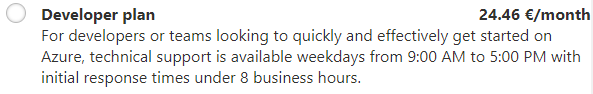 Developer plan 24.46 €/month
For developers or teams looking to quickly and effectively get started on
Azure, technical support is available weekdays from 9:00 AM to 5:00 PM with
initial response times under 8 business hours.